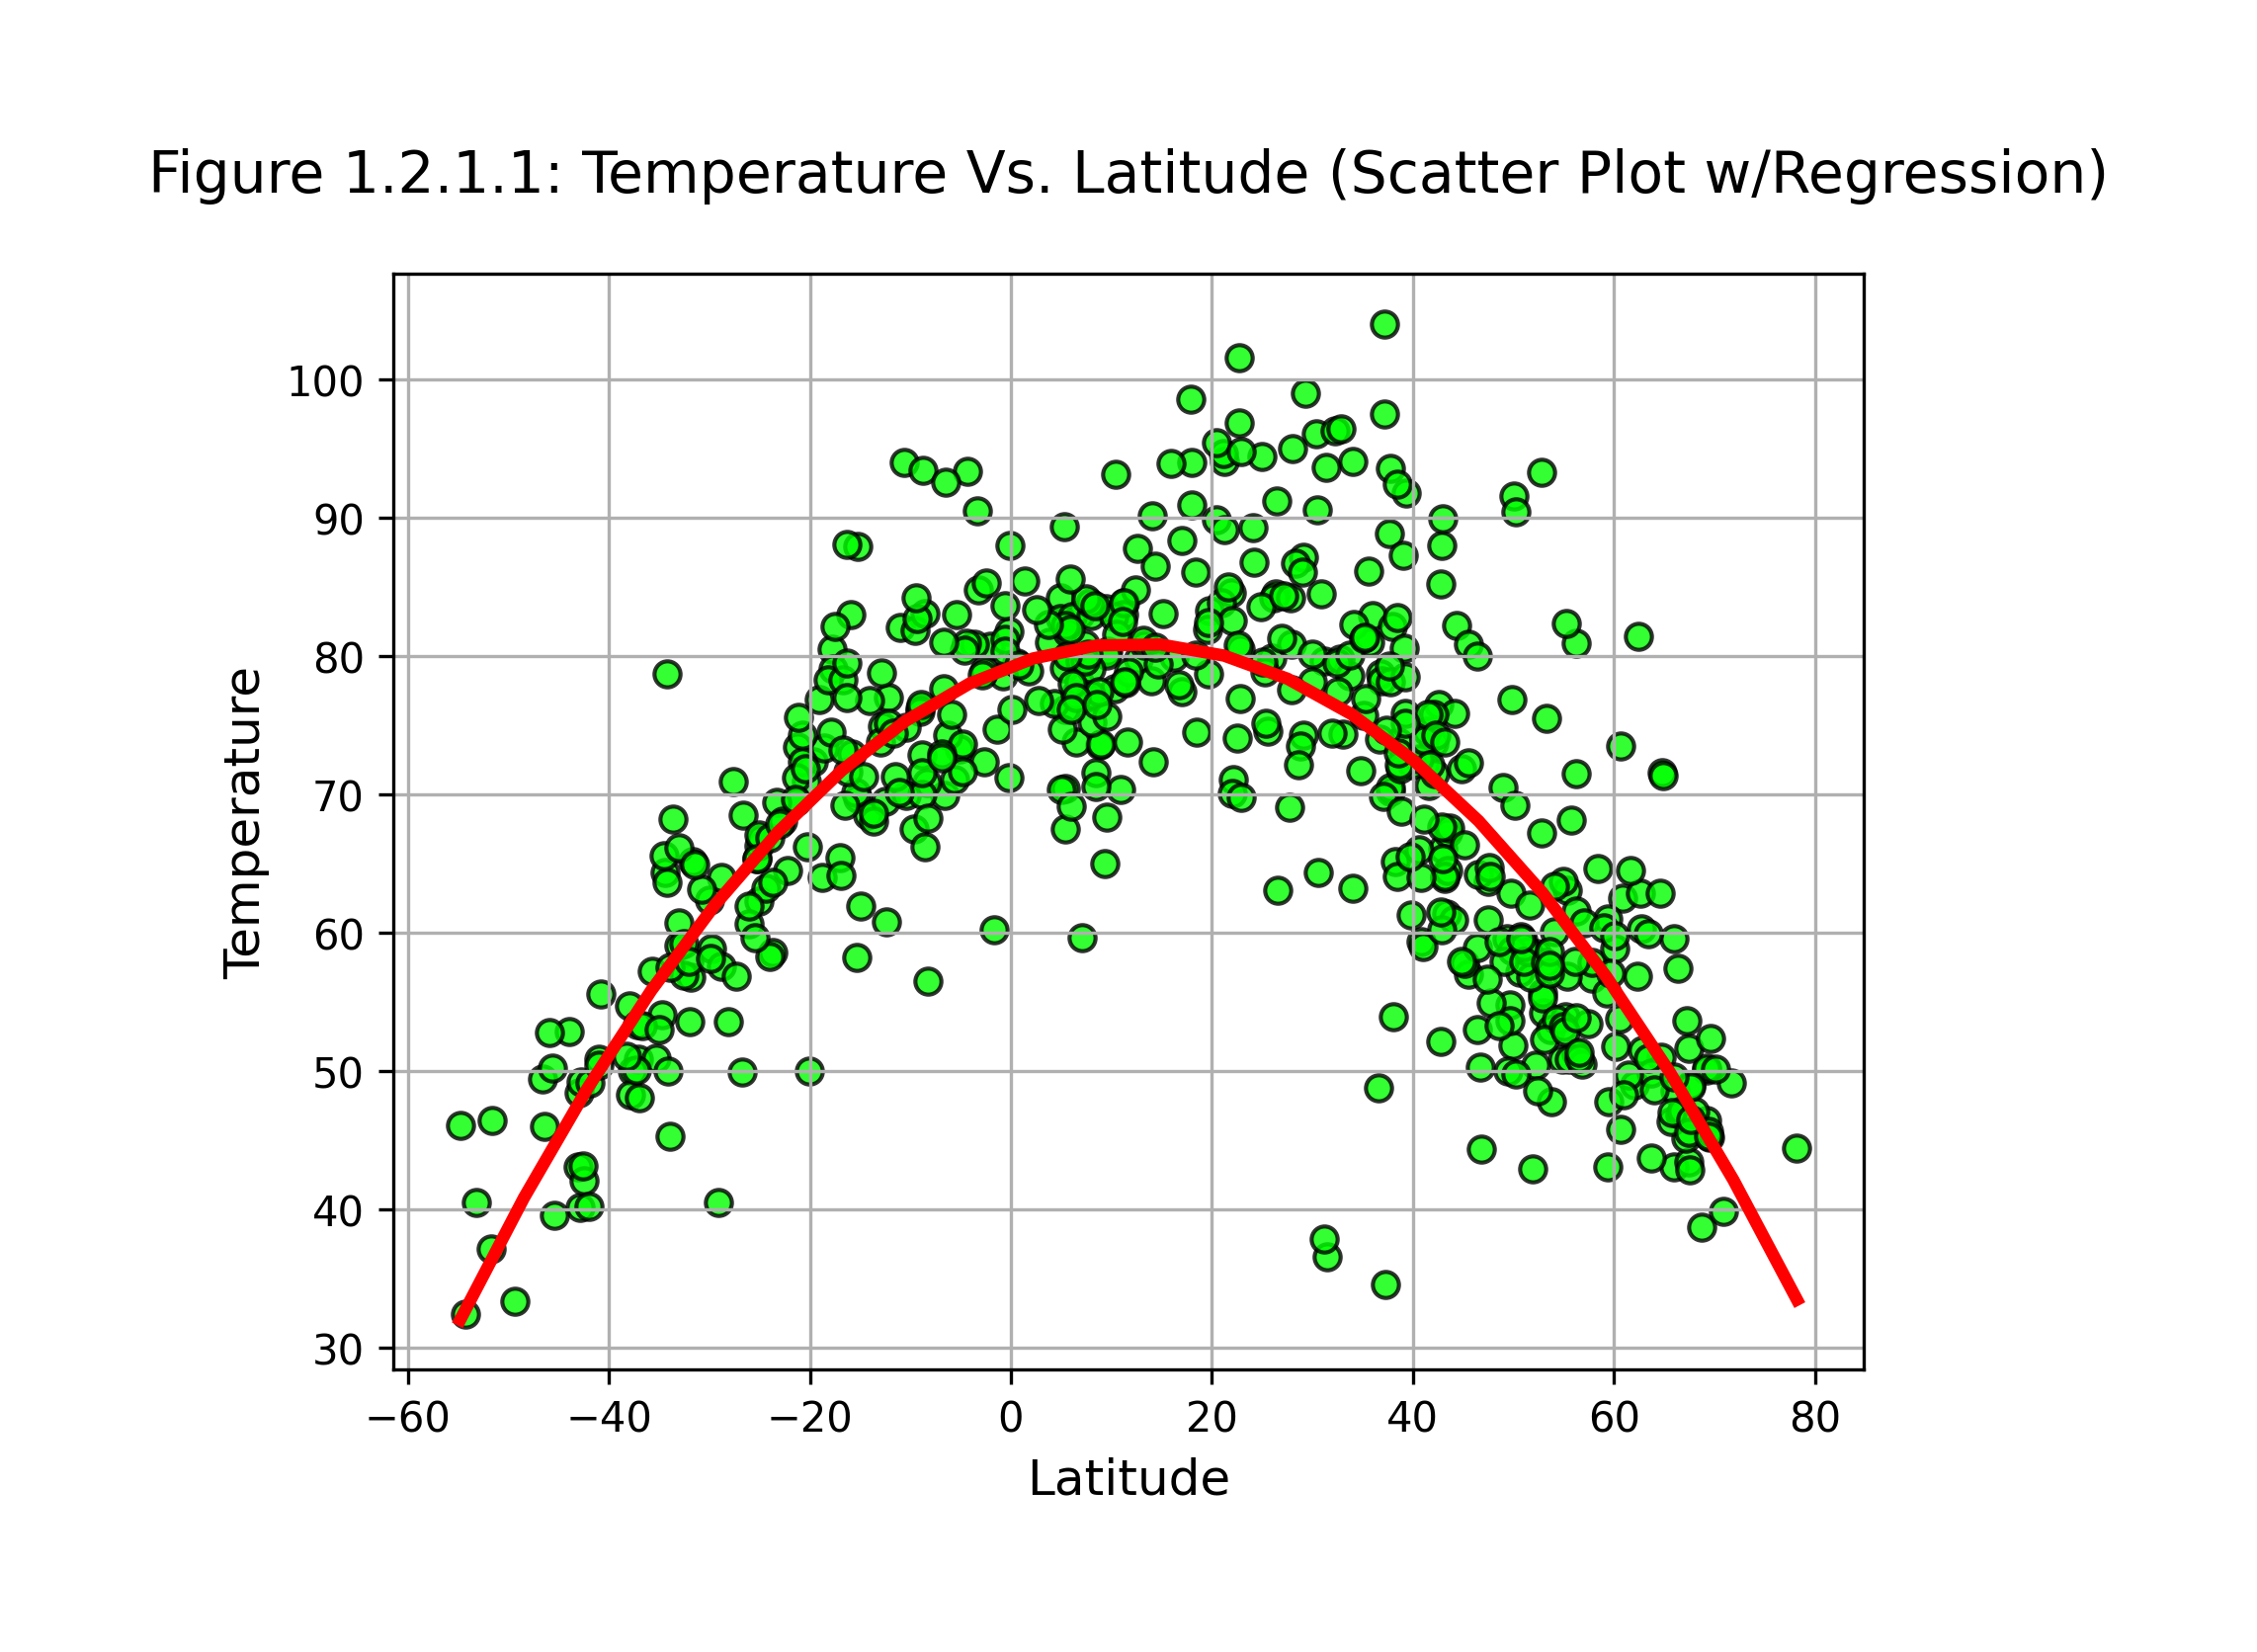 Figure 1.2.1.1: Temperature Vs. Latitude (Scatter Plot w/Regression)
100
90
80
70
60
50
40
30
Temperature
−60 −40 −20 0 20 40 60 80
Latitude